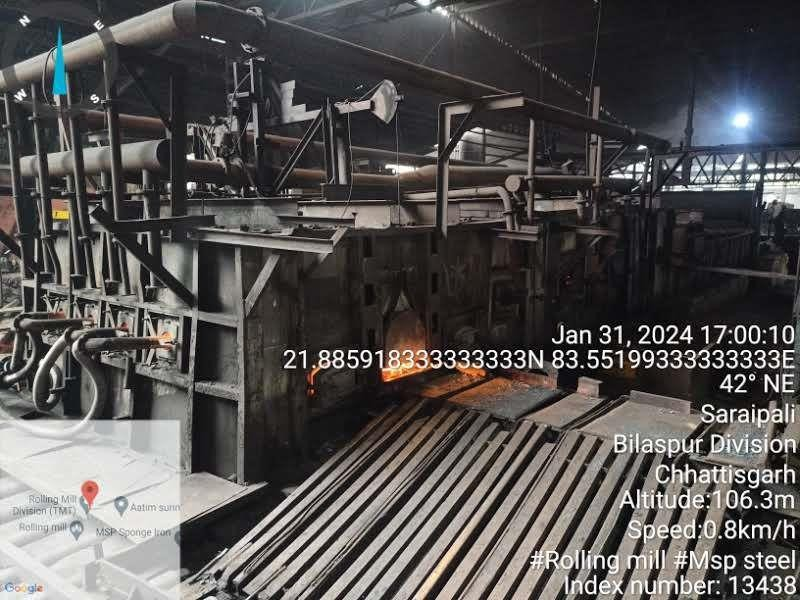 N
E
S
W
Jan 31, 2024 17:00:10
21.885918333333333N 83.55199333333333E
42° NE
Saraipali
Bilaspur Division
Chhattisgarh
Altitude:106.3m
Speed:0.8km/h
#Rolling mill #Msp steel
Index number: 13438
Rolling Mill
Division (TMT)
Aatim sunn
Rolling mill
MSP Sponge Iron
Google